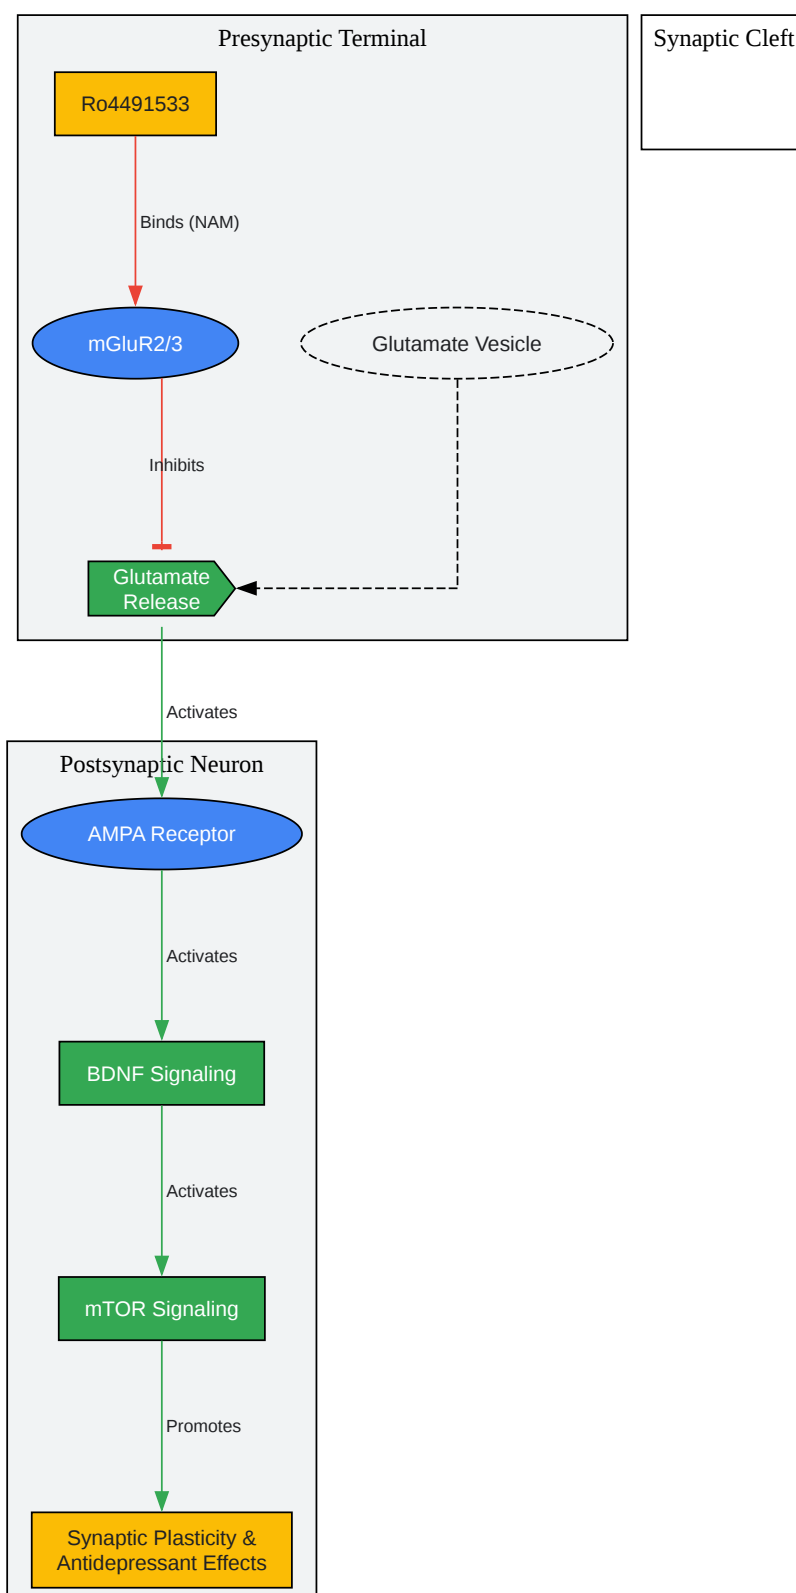 Presynaptic Terminal
Synaptic Cleft
Ro4491533
Binds (NAM)
mGluR2/3
Glutamate Vesicle
Inhibits
Glutamate
Release
Activates
Postsynaptic Neuron
AMPA Receptor
Activates
BDNF Signaling
Activates
mTOR Signaling
Promotes
Synaptic Plasticity &
Antidepressant Effects